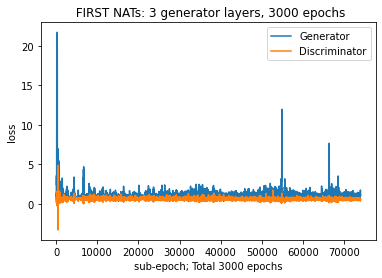 FIRST NATs: 3 generator layers, 3000 epochs
Generator
Discriminator
loss
20
15
10
5
0
0 10000 20000 30000 40000 50000 60000 70000
sub-epoch; Total 3000 epochs